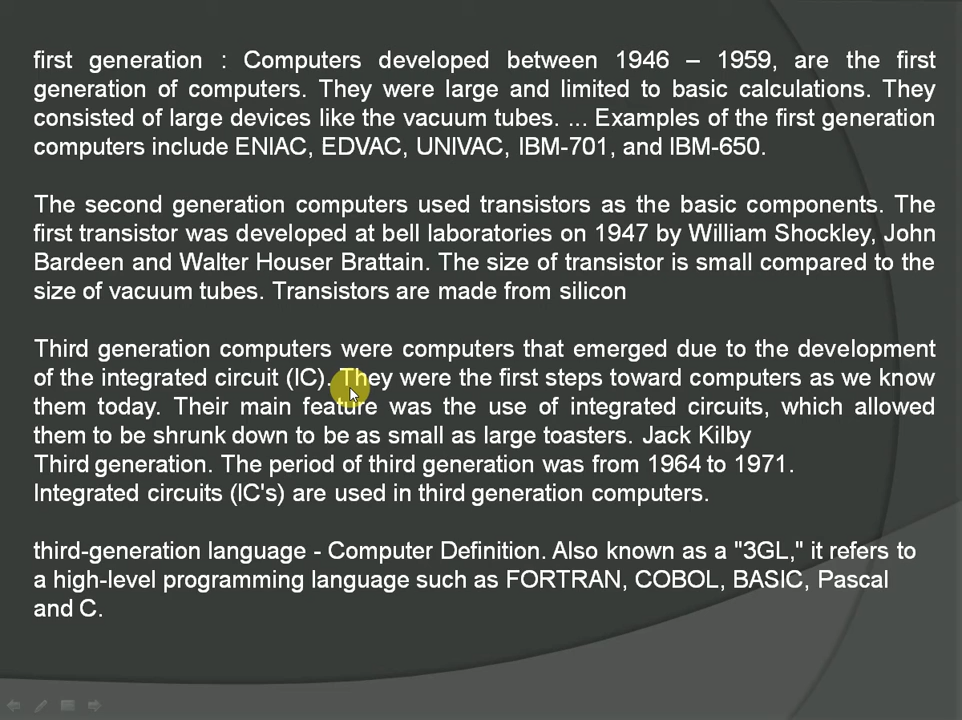 first generation : Computers developed between 1946 – 1959, are the first
generation of computers. They were large and limited to basic calculations. They
consisted of large devices like the vacuum tubes. ... Examples of the first generation
computers include ENIAC, EDVAC, UNIVAC, IBM-701, and IBM-650.
The second generation computers used transistors as the basic components. The
first transistor was developed at bell laboratories on 1947 by William Shockley, John
Bardeen and Walter Houser Brattain. The size of transistor is small compared to the
size of vacuum tubes. Transistors are made from silicon
Third generation computers were computers that emerged due to the development
of the integrated circuit (IC). They were the first steps toward computers as we know
them today. Their main feature was the use of integrated circuits, which allowed
them to be shrunk down to be as small as large toasters. Jack Kilby
Third generation. The period of third generation was from 1964 to 1971.
Integrated circuits (IC's) are used in third generation computers.
third-generation language - Computer Definition. Also known as a "3GL," it refers to
a high-level programming language such as FORTRAN, COBOL, BASIC, Pascal
and C.